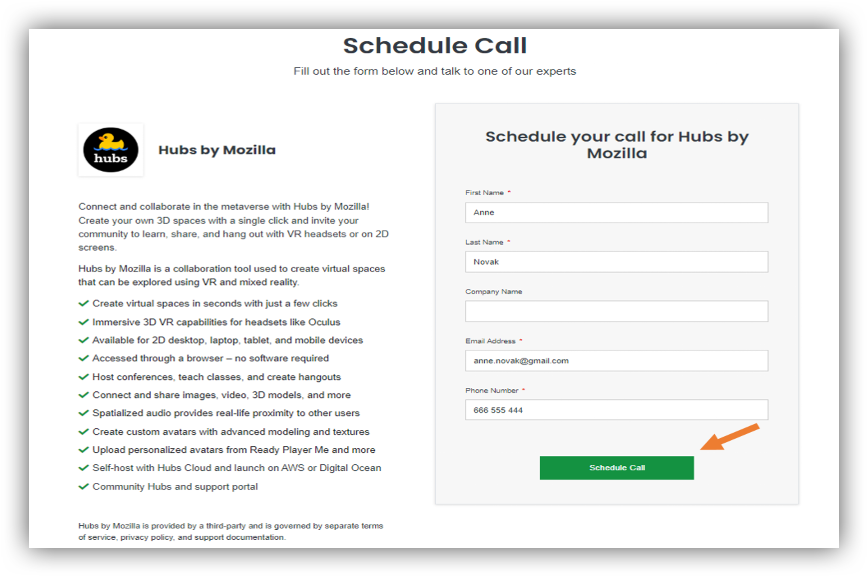 Schedule Call
Fill out the form below and talk to one of our experts
hubs
Hubs by Mozilla
Connect and collaborate in the metaverse with Hubs by Mozilla!
Create your own 3D spaces with a single click and invite your
community to learn, share, and hang out with VR headsets or on 2D
screens.
Hubs by Mozilla is a collaboration tool used to create virtual spaces
that can be explored using VR and mixed reality.
Create virtual spaces in seconds with just a few clicks
Immersive 3D VR capabilities for headsets like Oculus
Available for 2D desktop, laptop, tablet, and mobile devices
Accessed through a browser – no software required
Host conferences, teach classes, and create hangouts
Connect and share images, video, 3D models, and more
Spatialized audio provides real-life proximity to other users
Create custom avatars with advanced modeling and textures
Upload personalized avatars from Ready Player Me and more
Self-host with Hubs Cloud and launch on AWS or Digital Ocean
Community Hubs and support portal
Hubs by Mozilla is provided by a third-party and is governed by separate terms
of service, privacy policy, and support documentation.
Schedule your call for Hubs by
Mozilla
First Name *
Anne
Last Name *
Novak
Company Name
Email Address *
anne.novak@gmail.com
Phone Number *
666 555 444
Schedule Call